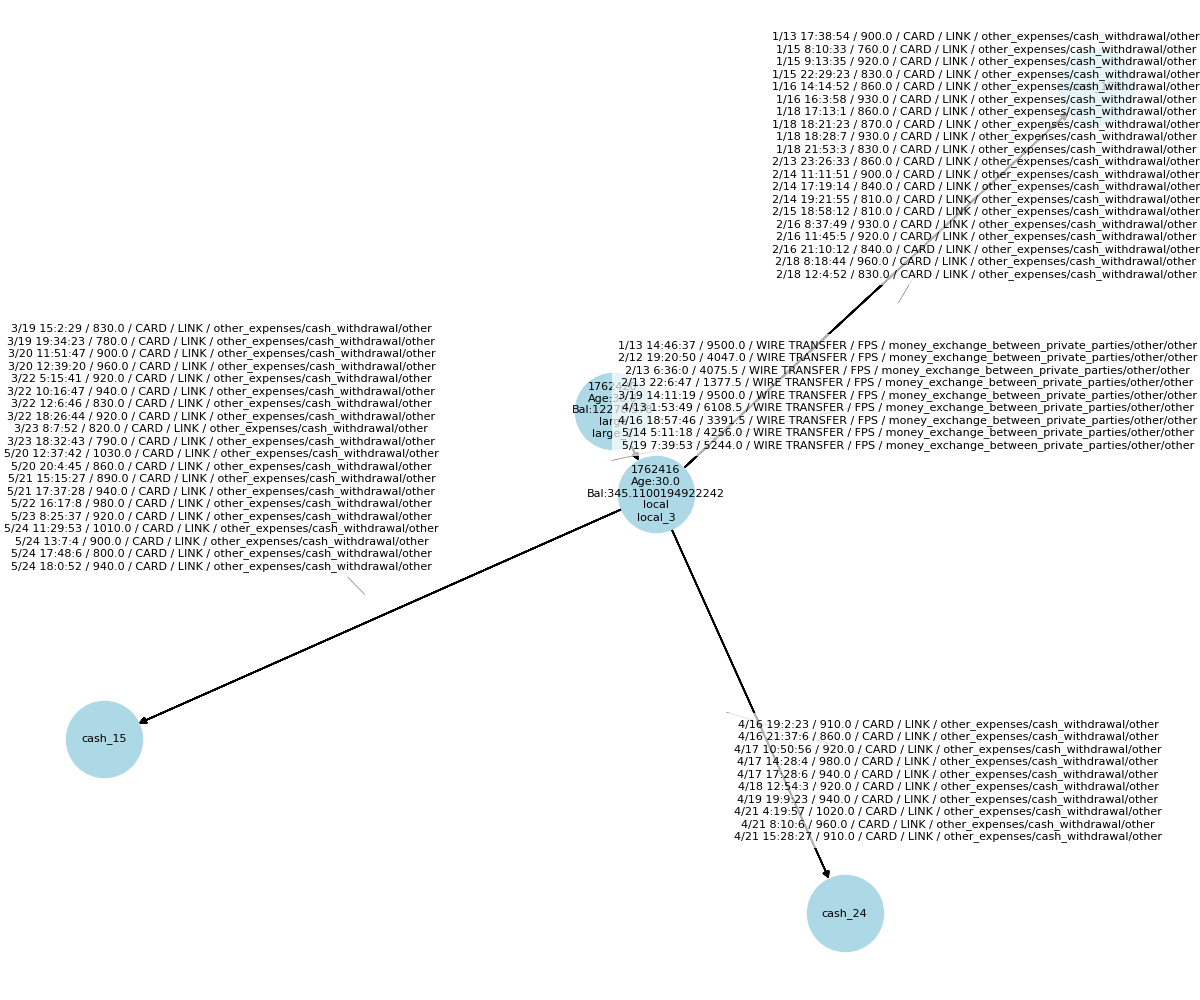 1/13 17:38:54 / 900.0 / CARD / LINK / other_expenses/cash_withdrawal/other
1/15 8:10:33 / 760.0 / CARD / LINK / other_expenses/cash_withdrawal/other
1/15 9:13:35 / 920.0 / CARD / LINK / other_expenses/cash_withdrawal/other
1/15 22:29:23 / 830.0 / CARD / LINK / other_expenses/cash_withdrawal/other
1/16 14:14:52 / 860.0 / CARD / LINK / other_expenses/cash_withdrawal/other
1/16 16:3:58 / 930.0 / CARD / LINK / other_expenses/cash_withdrawal/other
1/18 17:13:1 / 860.0 / CARD / LINK / other_expenses/cash_withdrawal/other
1/18 18:21:23 / 870.0 / CARD / LINK / other_expenses/cash_withdrawal/other
1/18 18:28:7 / 930.0 / CARD / LINK / other_expenses/cash_withdrawal/other
1/18 21:53:3 / 830.0 / CARD / LINK / other_expenses/cash_withdrawal/other
2/13 23:26:33 / 860.0 / CARD / LINK / other_expenses/cash_withdrawal/other
2/14 11:11:51 / 900.0 / CARD / LINK / other_expenses/cash_withdrawal/other
2/14 17:19:14 / 840.0 / CARD / LINK / other_expenses/cash_withdrawal/other
2/14 19:21:55 / 810.0 / CARD / LINK / other_expenses/cash_withdrawal/other
2/15 18:58:12 / 810.0 / CARD / LINK / other_expenses/cash_withdrawal/other
2/16 8:37:49 / 930.0 / CARD / LINK / other_expenses/cash_withdrawal/other
2/16 11:45:5 / 920.0 / CARD / LINK / other_expenses/cash_withdrawal/other
2/16 21:10:12 / 840.0 / CARD / LINK / other_expenses/cash_withdrawal/other
2/18 8:18:44 / 960.0 / CARD / LINK / other_expenses/cash_withdrawal/other
2/18 12:4:52 / 830.0 / CARD / LINK / other_expenses/cash_withdrawal/other
3/19 15:2:29 / 830.0 / CARD / LINK / other_expenses/cash_withdrawal/other
3/19 19:34:23 / 780.0 / CARD / LINK / other_expenses/cash_withdrawal/other
3/20 11:51:47 / 900.0 / CARD / LINK / other_expenses/cash_withdrawal/other
3/20 12:39:20 / 960.0 / CARD / LINK / other_expenses/cash_withdrawal/other
3/22 5:15:41 / 920.0 / CARD / LINK / other_expenses/cash_withdrawal/other
3/22 10:16:47 / 940.0 / CARD / LINK / other_expenses/cash_withdrawal/other
3/22 12:6:46 / 830.0 / CARD / LINK / other_expenses/cash_withdrawal/other
3/22 18:26:44 / 920.0 / CARD / LINK / other_expenses/cash_withdrawal/other
3/23 8:7:52 / 820.0 / CARD / LINK / other_expenses/cash_withdrawal/other
3/23 18:32:43 / 790.0 / CARD / LINK / other_expenses/cash_withdrawal/other
5/20 12:37:42 / 1030.0 / CARD / LINK / other_expenses/cash_withdrawal/other
5/20 20:4:45 / 860.0 / CARD / LINK / other_expenses/cash_withdrawal/other
5/21 15:15:27 / 890.0 / CARD / LINK / other_expenses/cash_withdrawal/other
5/21 17:37:28 / 940.0 / CARD / LINK / other_expenses/cash_withdrawal/other
5/22 16:17:8 / 980.0 / CARD / LINK / other_expenses/cash_withdrawal/other
5/23 8:25:37 / 920.0 / CARD / LINK / other_expenses/cash_withdrawal/other
5/24 11:29:53 / 1010.0 / CARD / LINK / other_expenses/cash_withdrawal/other
5/24 13:7:4 / 900.0 / CARD / LINK / other_expenses/cash_withdrawal/other
5/24 17:48:6 / 800.0 / CARD / LINK / other_expenses/cash_withdrawal/other
5/24 18:0:52 / 940.0 / CARD / LINK / other_expenses/cash_withdrawal/other
1/13 14:46:37 / 9500.0 / WIRE TRANSFER / FPS / money_exchange_between_private_parties/other/other
2/12 19:20:50 / 4047.0 / WIRE TRANSFER / FPS / money_exchange_between_private_parties/other/other
2/13 6:36:0 / 4075.5 / WIRE TRANSFER / FPS / money_exchange_between_private_parties/other/other
2/13 22:6:47 / 1377.5 / WIRE TRANSFER / FPS / money_exchange_between_private_parties/other/other
3/19 14:11:19 / 9500.0 / WIRE TRANSFER / FPS / money_exchange_between_private_parties/other/other
4/13 1:53:49 / 6108.5 / WIRE TRANSFER / FPS / money_exchange_between_private_parties/other/other
4/16 18:57:46 / 3391.5 / WIRE TRANSFER / FPS / money_exchange_between_private_parties/other/other
5/14 5:11:18 / 4256.0 / WIRE TRANSFER / FPS / money_exchange_between_private_parties/other/other
5/19 7:39:53 / 5244.0 / WIRE TRANSFER / FPS / money_exchange_between_private_parties/other/other
1762416
Age:30.0
Bal:345.1100194922242
local
local_3
4/16 19:2:23 / 910.0 / CARD / LINK / other_expenses/cash_withdrawal/other
4/16 21:37:6 / 860.0 / CARD / LINK / other_expenses/cash_withdrawal/other
4/17 10:50:56 / 920.0 / CARD / LINK / other_expenses/cash_withdrawal/other
4/17 14:28:4 / 980.0 / CARD / LINK / other_expenses/cash_withdrawal/other
4/17 17:28:6 / 940.0 / CARD / LINK / other_expenses/cash_withdrawal/other
4/18 12:54:3 / 920.0 / CARD / LINK / other_expenses/cash_withdrawal/other
4/19 19:9:23 / 940.0 / CARD / LINK / other_expenses/cash_withdrawal/other
4/21 4:19:57 / 1020.0 / CARD / LINK / other_expenses/cash_withdrawal/other
4/21 8:10:6 / 960.0 / CARD / LINK / other_expenses/cash_withdrawal/other
4/21 15:28:27 / 910.0 / CARD / LINK / other_expenses/cash_withdrawal/other
cash_15
cash_24